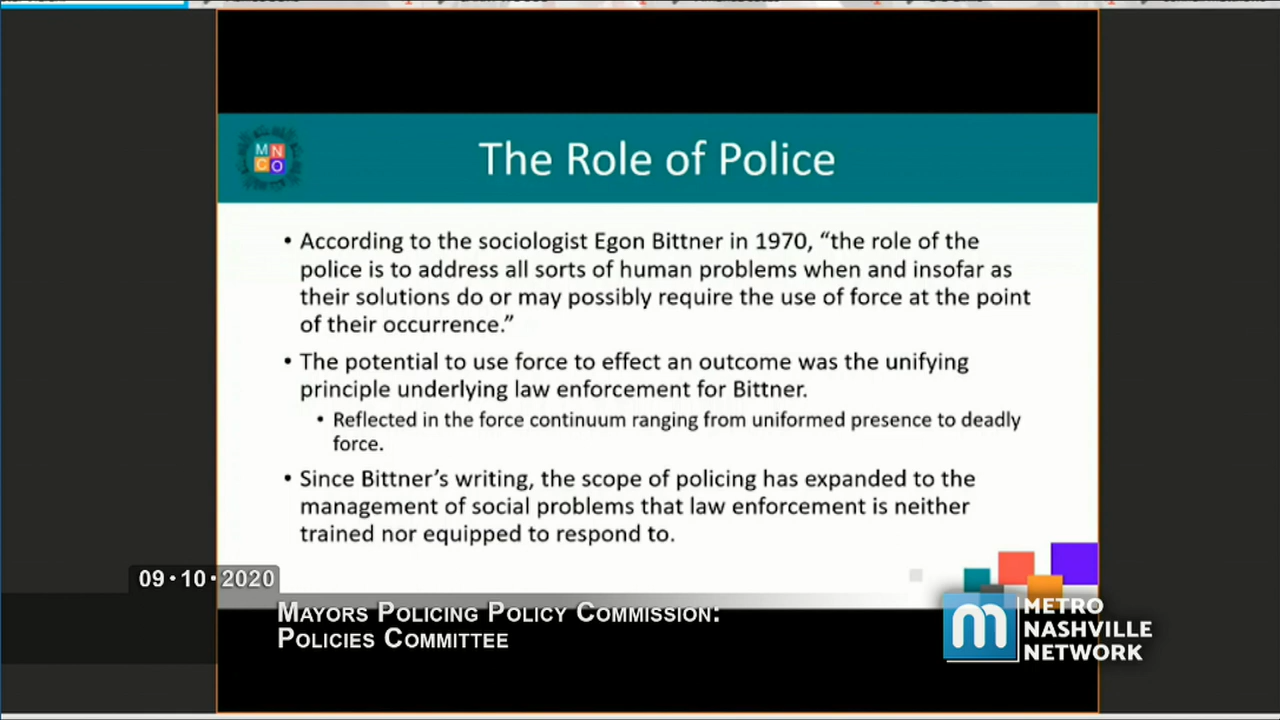 M N
C O
The Role of Police
• According to the sociologist Egon Bittner in 1970, “the role of the
police is to address all sorts of human problems when and insofar as
their solutions do or may possibly require the use of force at the point
of their occurrence.”
• The potential to use force to effect an outcome was the unifying
principle underlying law enforcement for Bittner.
• Reflected in the force continuum ranging from uniformed presence to deadly
force.
• Since Bittner’s writing, the scope of policing has expanded to the
management of social problems that law enforcement is neither
trained nor equipped to respond to.
09•10•2020
Mayors Policing Policy Commission:
Policies Committee
m
METRO
NASHVILLE
NETWORK